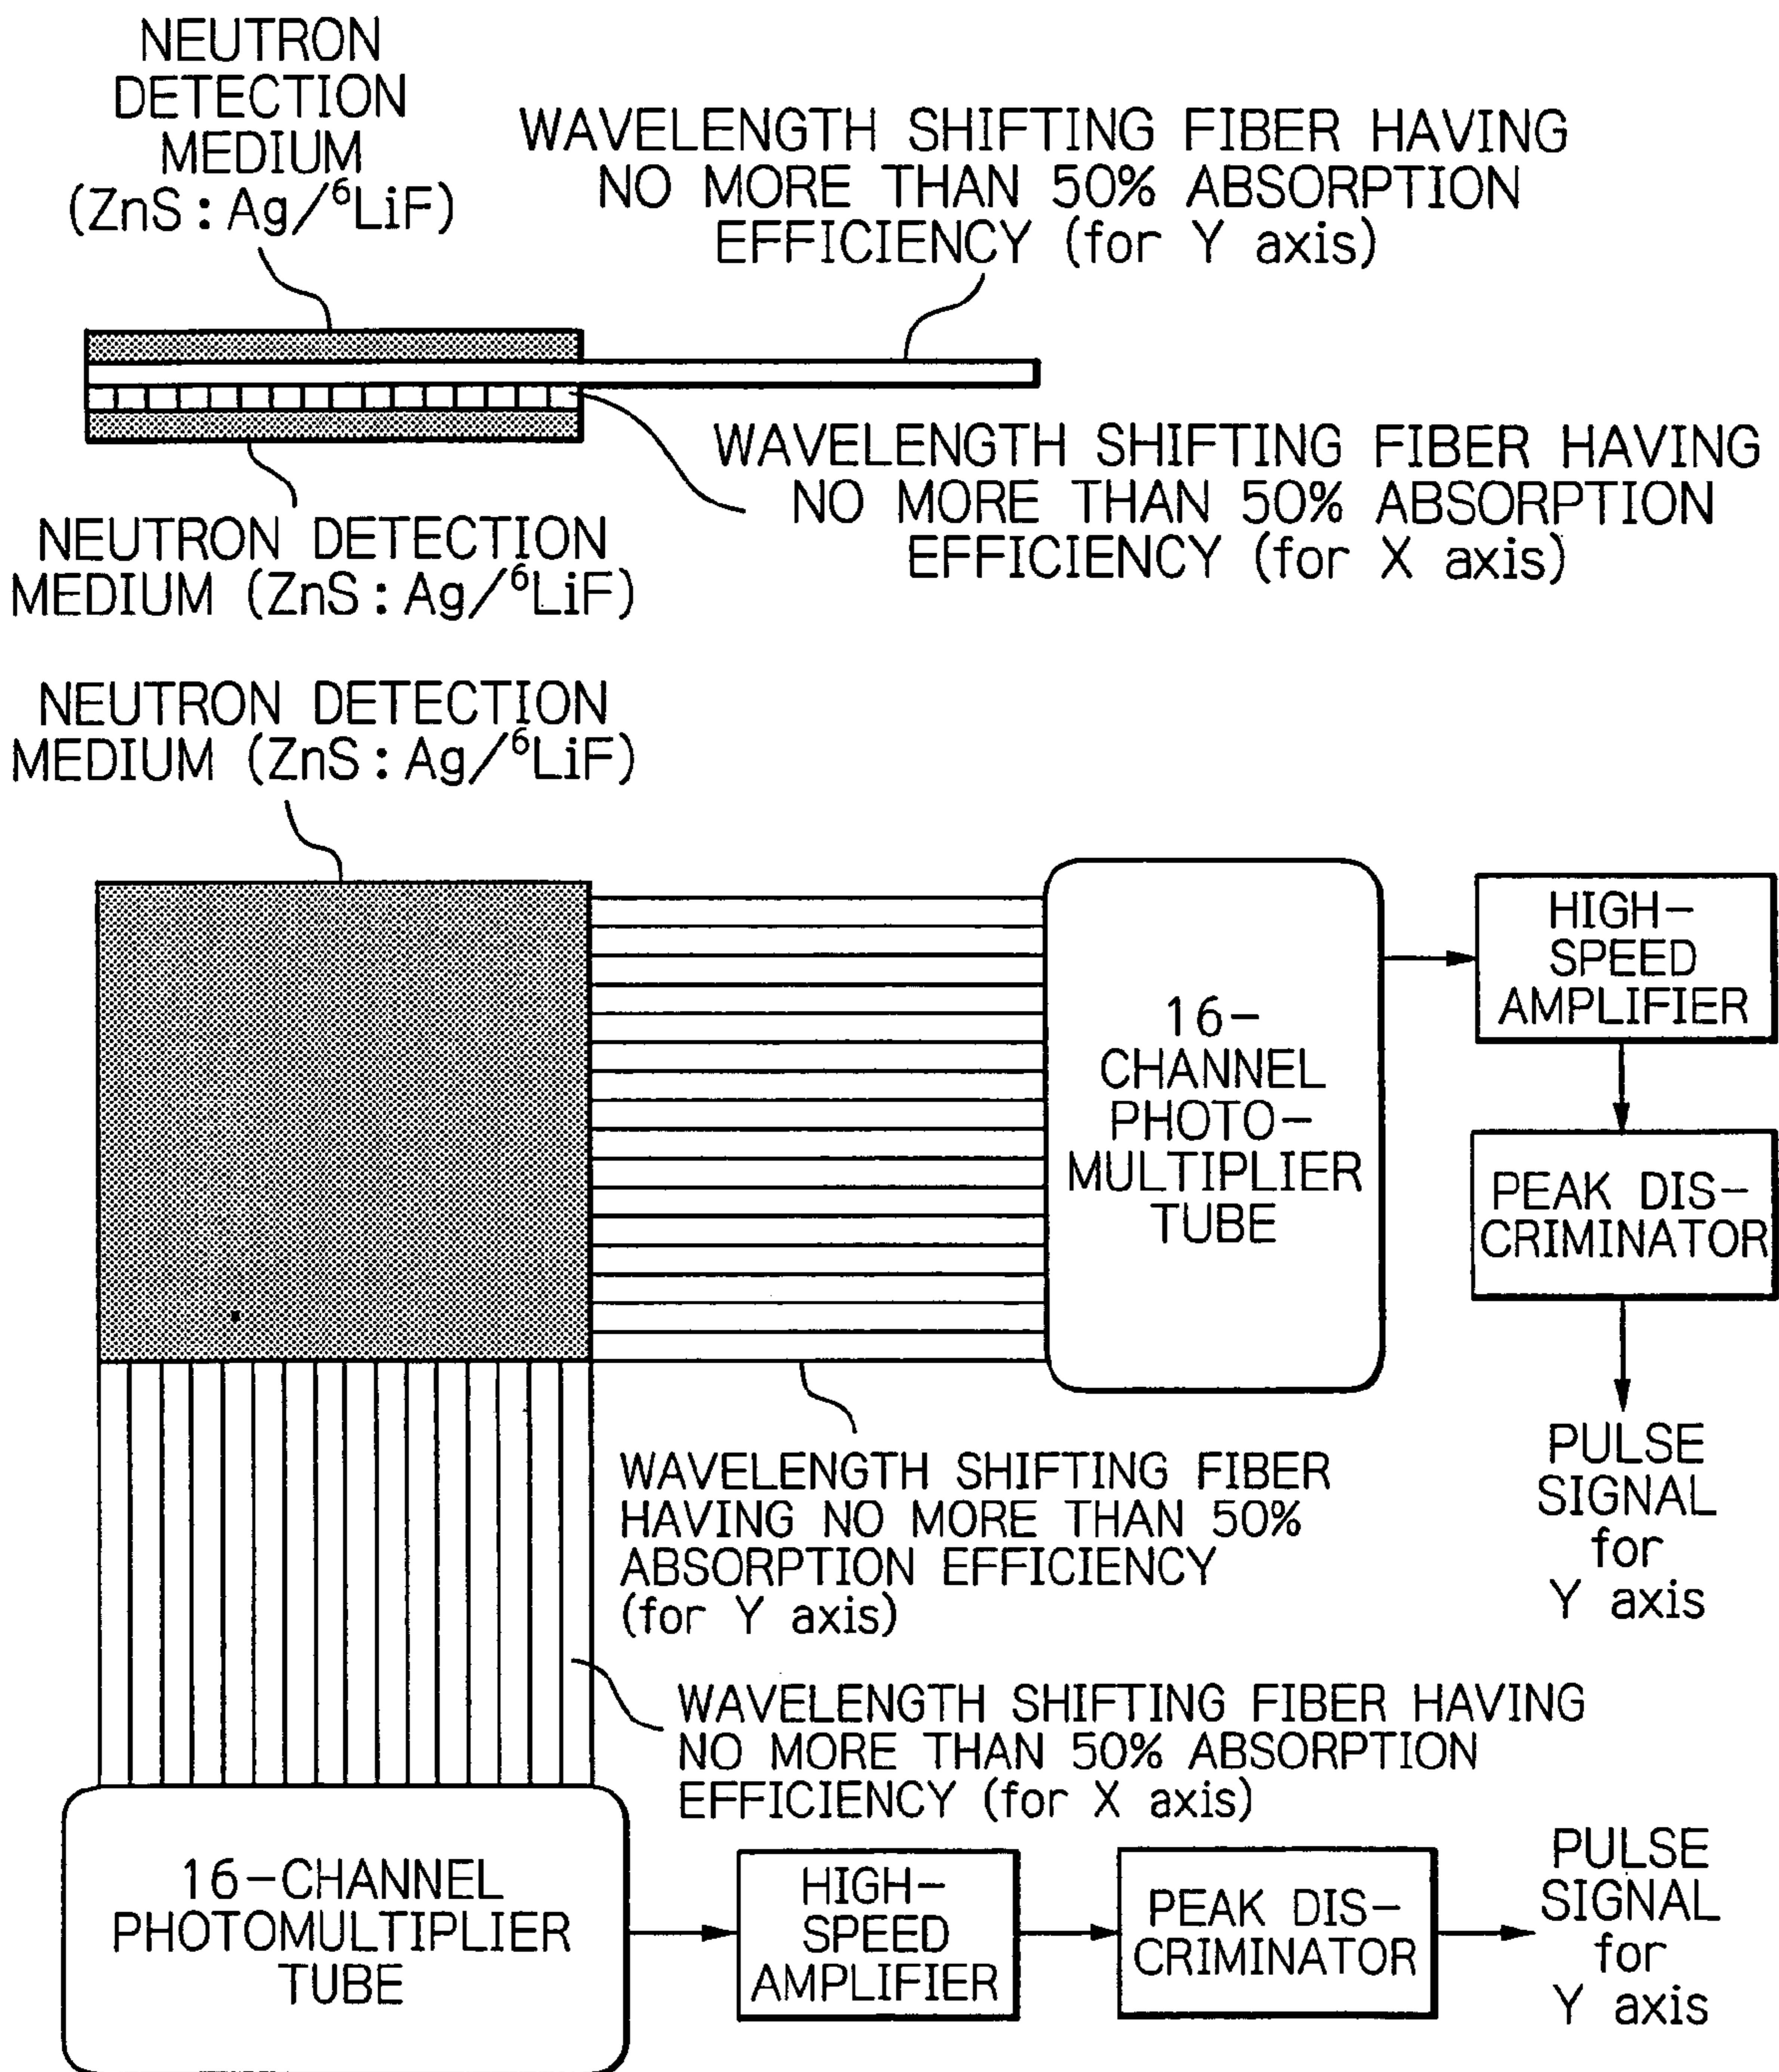 NEUTRON
DETECTION
MEDIUM
(ZnS:Ag/⁶LiF)
WAVELENGTH SHIFTING FIBER HAVING
NO MORE THAN 50% ABSORPTION
EFFICIENCY (for Y axis)
WAVELENGTH SHIFTING FIBER HAVING
NO MORE THAN 50% ABSORPTION
EFFICIENCY (for X axis)
NEUTRON DETECTION
MEDIUM (ZnS:Ag/⁶LiF)
NEUTRON DETECTION
MEDIUM (ZnS:Ag/⁶LiF)
16-
CHANNEL
PHOTO-
MULTIPLIER
TUBE
HIGH-
SPEED
AMPLIFIER
PEAK DIS-
CRIMINATOR
PULSE
SIGNAL
for
Y axis
WAVELENGTH SHIFTING FIBER
HAVING NO MORE THAN 50%
ABSORPTION EFFICIENCY
(for Y axis)
WAVELENGTH SHIFTING FIBER HAVING
NO MORE THAN 50% ABSORPTION
EFFICIENCY (for X axis)
16-CHANNEL
PHOTOMULTIPLIER
TUBE
HIGH-
SPEED
AMPLIFIER
PEAK DIS-
CRIMINATOR
PULSE
SIGNAL
for
Y axis